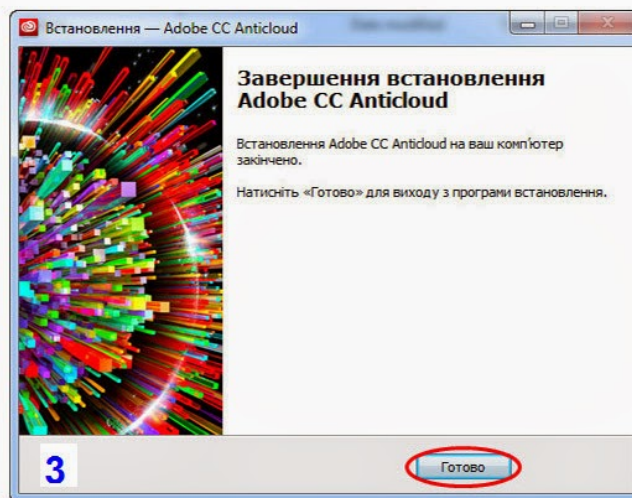 Встановлення — Adobe CC Anticloud
Завершення встановлення
Adobe CC Anticloud
Встановлення Adobe CC Anticloud на ваш комп'ютер
закінчено.
Натисніть «Готово» для виходу з програми встановлення.
3
Готово